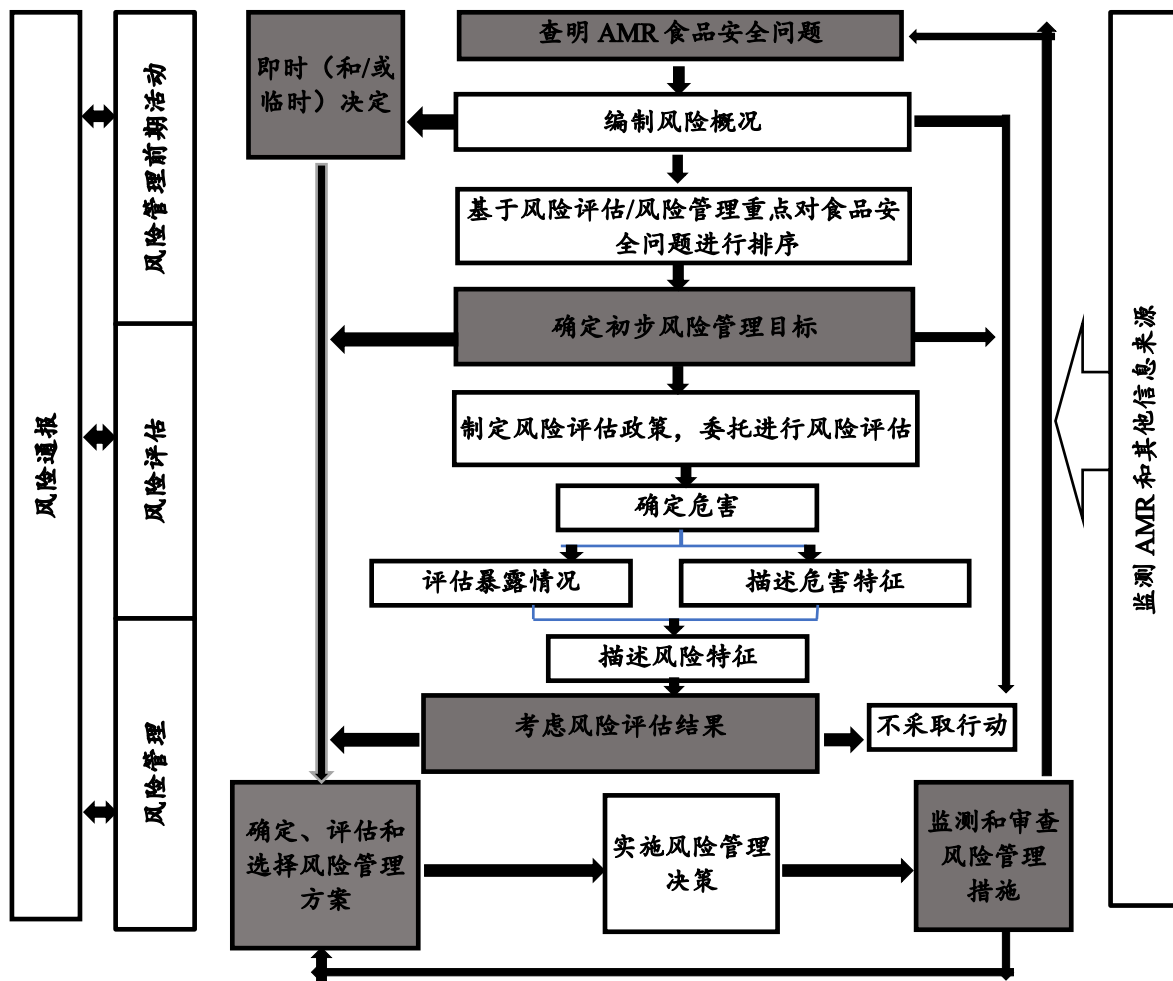 风险通报
风险管理前期活动
风险评估
风险管理
查明 AMR 食品安全问题
即时（和/或
临时）决定
编制风险概况
基于风险评估/风险管理重点对食品安
全问题进行排序
确定初步风险管理目标
制定风险评估政策，委托进行风险评估
确定危害
评估暴露情况
描述危害特征
描述风险特征
考虑风险评估结果
不采取行动
确定、评估和
选择风险管理
方案
实施风险管理
决策
监测和审查
风险管理
措施
监测 AMR 和其他信息来源